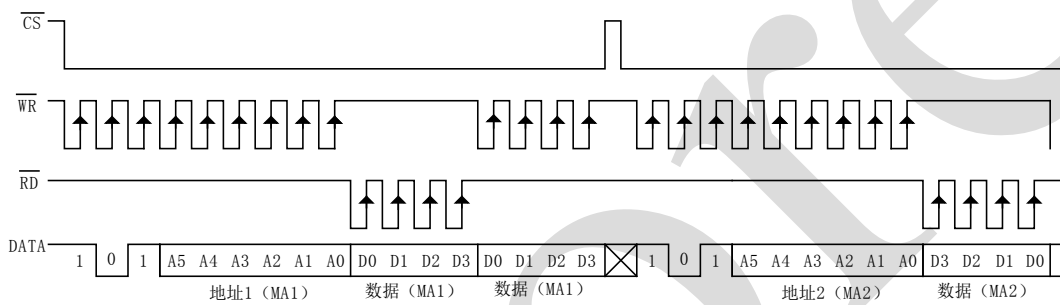 CS
WR
RD
DATA 1 0 1 A5 A4 A3 A2 A1 A0 D0 D1 D2 D3 D0 D1 D2 D3 1 0 1 A5 A4 A3 A2 A1 A0 D3 D2 D1 D0
地址1（MA1） 数据（MA1） 数据（MA1） 地址2（MA2） 数据（MA2）